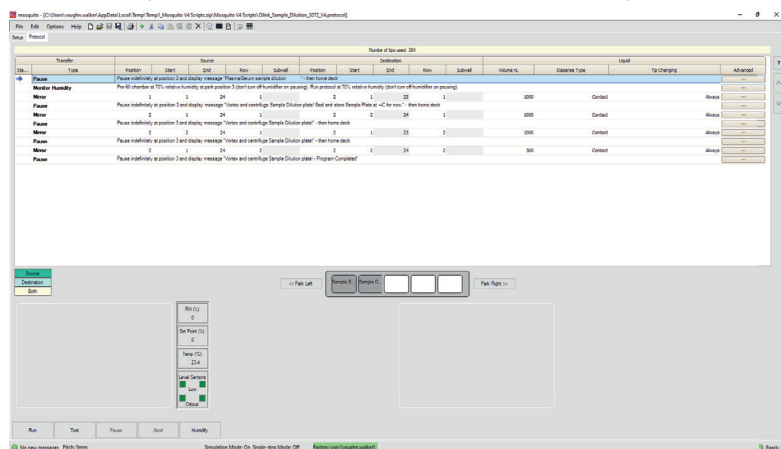 mosquito - [C:\Users\vaughn.walker\AppData\Local\Temp\Temp1_Mosquito V4 Scripts.zip\Mosquito V4 Scripts\Olink_Sample_Dilution_3072_V4.protocol]
File Edit Options Help
Setup Protocol
Number of tips used: 384
Transfer Source Destination Liquid
Sta... Type Position Start End Row Subwell Position Start End Row Subwell Volume nL Dispense Type Tip Changing Advanced
Pause Pause indefinitely at position 3 and display message "Plasma/Serum sample dilution " - then home deck ...
Monitor Humidity Pre-fill chamber at 70% relative humidity at park position 3 (don't turn off humidifier on pausing). Run protocol at 70% relative humidity (don't turn off humidifier on pausing) ...
Mirror 1 1 24 1 2 1 23 1 1000 Contact Always ...
Pause Pause indefinitely at position 3 and display message "Vortex and centrifuge Sample Dilution plate! Seal and store Sample Plate at +4C for now " - then home deck ...
Mirror 2 1 24 1 2 2 24 1 1000 Contact Always ...
Pause Pause indefinitely at position 3 and display message "Vortex and centrifuge Sample Dilution plate!" - then home deck ...
Mirror 2 2 24 1 2 1 23 2 1000 Contact Always ...
Pause Pause indefinitely at position 3 and display message "Vortex and centrifuge Sample Dilution plate!" - then home deck ...
Mirror 2 1 24 2 2 2 24 2 300 Contact Always ...
Pause Pause indefinitely at position 3 and display message "Vortex and centrifuge Sample Dilution plate! - Program Completed" ...
Source
Destination
Both
<< Park Left Sample S... Sample D... Park Right >>
RH (%):
0
Set Point (%):
0
Temp (°C):
23.4
Level Sensors
Low
Critical
Run Test Pause Abort Humidify
No new messages Pitch: 9mm Simulation Mode: On Single-step Mode: Off Factory user (vaughn.walker) Ready